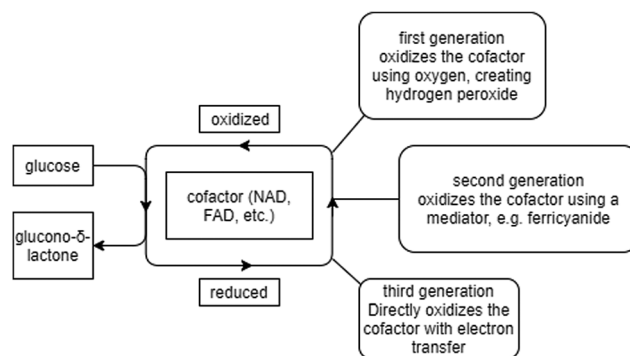 first generation
oxidizes the cofactor
using oxygen, creating
hydrogen peroxide
oxidized
glucose
cofactor (NAD,
FAD, etc.)
second generation
oxidizes the cofactor using a
mediator, e.g. ferricyanide
glucono-δ-
lactone
reduced
third generation
Directly oxidizes the
cofactor with electron
transfer